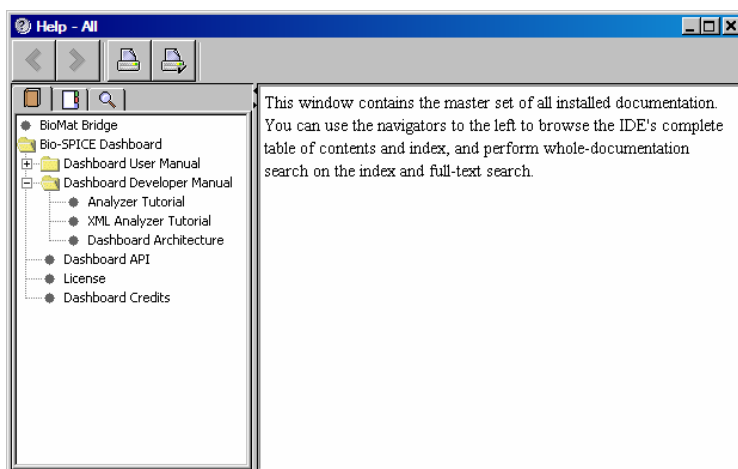 Help - All
BioMat Bridge
Bio-SPICE Dashboard
Dashboard User Manual
Dashboard Developer Manual
Analyzer Tutorial
XML Analyzer Tutorial
Dashboard Architecture
Dashboard API
License
Dashboard Credits
This window contains the master set of all installed documentation.
You can use the navigators to the left to browse the IDE's complete
table of contents and index, and perform whole-documentation
search on the index and full-text search.